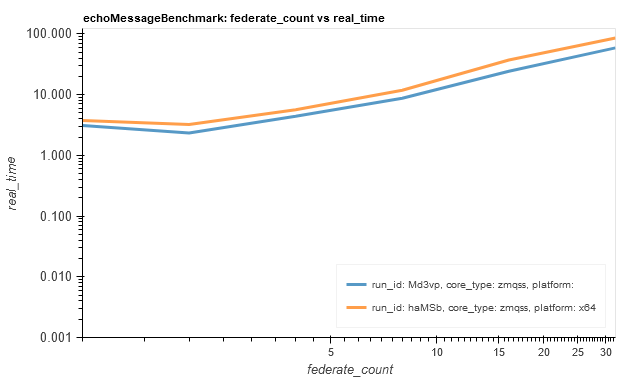 echoMessageBenchmark: federate_count vs real_time
100.000
10.000
1.000
0.100
0.010
0.001
real_time
run_id: Md3vp, core_type: zmqss, platform:
run_id: haMSb, core_type: zmqss, platform: x64
5
10
15
20
25
30
federate_count